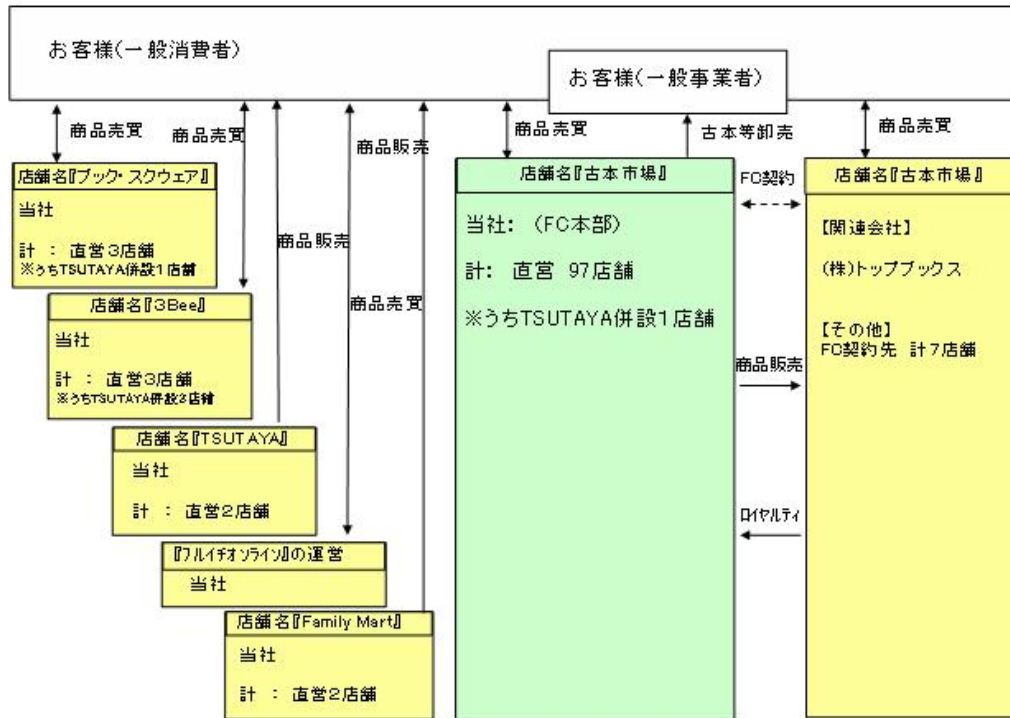 お客様(一般消費者)
お客様(一般事業者)
商品売買
商品売買
商品販売
商品売買
古本等卸売
商品売買
店舗名『ブック・スクウェア』
当社
計 : 直営3店舗
※うちTSUTAYA併設1店舗
商品販売
商品売買
店舗名『3Bee』
当社
計 : 直営3店舗
※うちTSUTAYA併設3店舗
店舗名『TSUTAYA』
当社
計 : 直営2店舗
『フルイチオンライン』の運営
当社
店舗名『Family Mart』
当社
計 : 直営2店舗
店舗名『古本市場』
当社: (FC本部)
計: 直営 97店舗
※うちTSUTAYA併設1店舗
FC契約
商品販売
ロイヤルティ
店舗名『古本市場』
【関連会社】
(株)トップブックス
【その他】
FC契約先 計7店舗